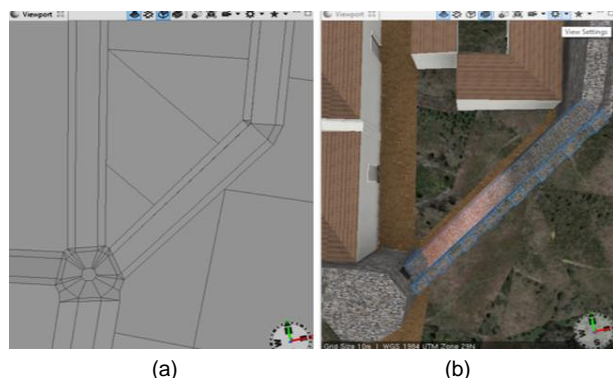 Viewport
Viewport
View Settings
Grid Size 10m | WGS 1984 UTM Zone 29N
(a)
(b)